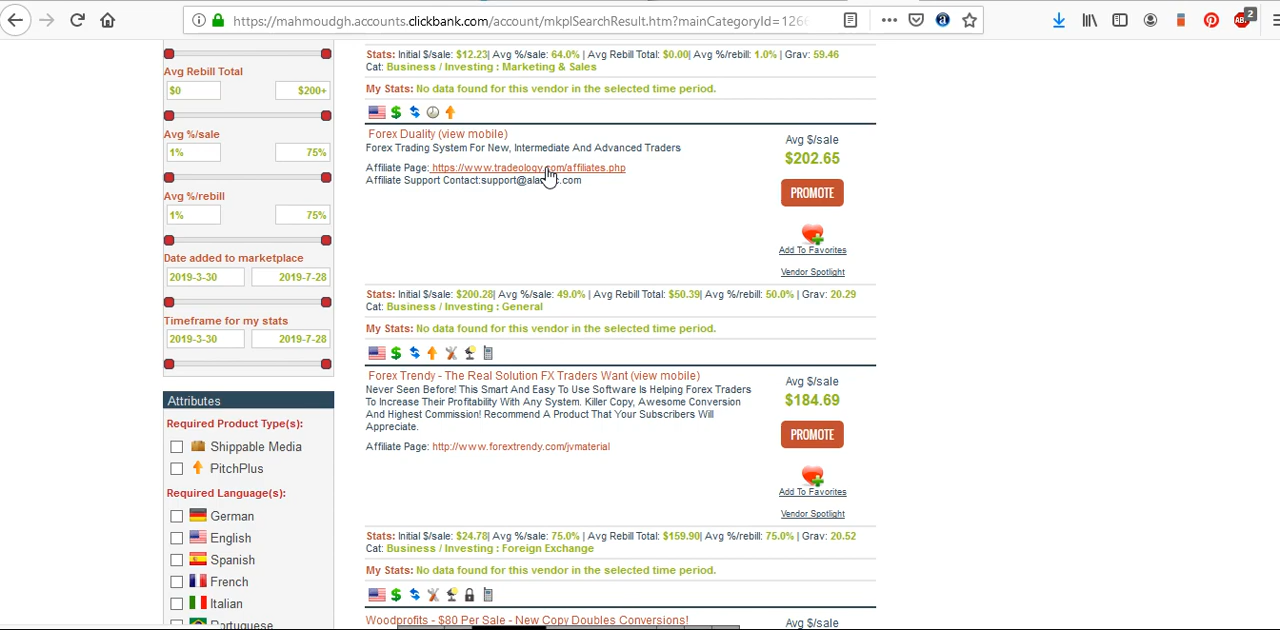 https://mahmoudgh.accounts.clickbank.com/account/mkplSearchResult.htm?mainCategoryId=1266
2
Avg Rebill Total
$0 $200+
Avg %/sale
1% 75%
Avg %/rebill
1% 75%
Date added to marketplace
2019-3-30 2019-7-28
Timeframe for my stats
2019-3-30 2019-7-28
Attributes
Required Product Type(s):
Shippable Media
PitchPlus
Required Language(s):
German
English
Spanish
French
Italian
Portuguese
Stats: Initial $/sale: $12.23| Avg %/sale: 64.0% | Avg Rebill Total: $0.00| Avg %/rebill: 1.0% | Grav: 59.46
Cat: Business / Investing : Marketing & Sales
My Stats: No data found for this vendor in the selected time period.
Forex Duality (view mobile)
Forex Trading System For New, Intermediate And Advanced Traders
Affiliate Page: https://www.tradeology.com/affiliates.php
Affiliate Support Contact:
Avg $/sale
$202.65
PROMOTE
Add To Favorites
Vendor Spotlight
Stats: Initial $/sale: $200.28| Avg %/sale: 49.0% | Avg Rebill Total: $50.39| Avg %/rebill: 50.0% | Grav: 20.29
Cat: Business / Investing : General
My Stats: No data found for this vendor in the selected time period.
Forex Trendy - The Real Solution FX Traders Want (view mobile)
Never Seen Before! This Smart And Easy To Use Software Is Helping Forex Traders
To Increase Their Profitability With Any System. Killer Copy, Awesome Conversion
And Highest Commission! Recommend A Product That Your Subscribers Will
Appreciate.
Affiliate Page: http://www.forextrendy.com/jvmaterial
Avg $/sale
$184.69
PROMOTE
Add To Favorites
Vendor Spotlight
Stats: Initial $/sale: $24.78| Avg %/sale: 75.0% | Avg Rebill Total: $159.90| Avg %/rebill: 75.0% | Grav: 20.52
Cat: Business / Investing : Foreign Exchange
My Stats: No data found for this vendor in the selected time period.
Woodprofits - $80 Per Sale - New Copy Doubles Conversions!
Avg $/sale